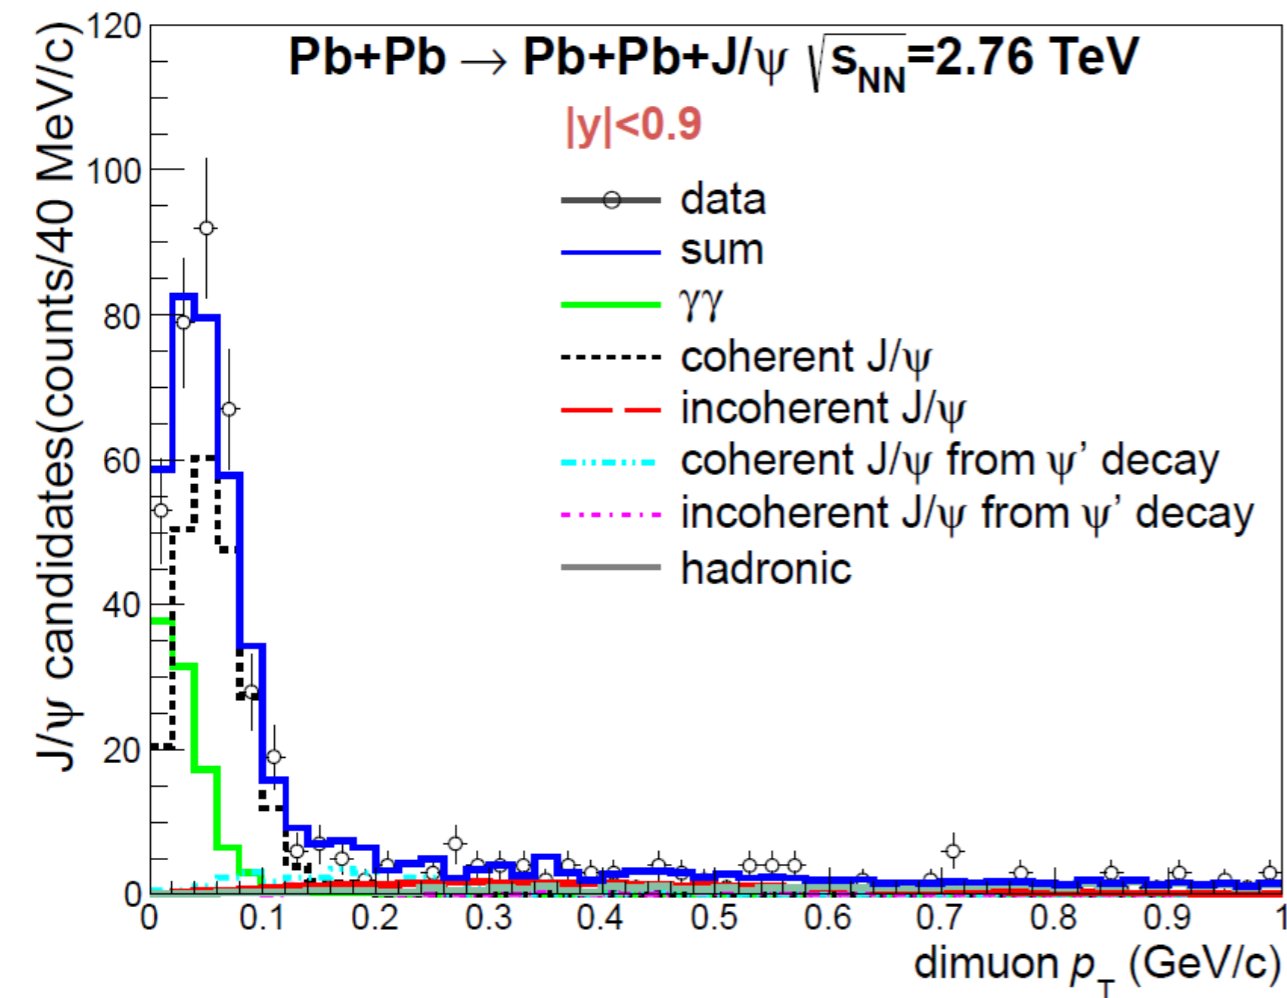 Pb+Pb → Pb+Pb+J/ψ √sNN=2.76 TeV
|y|<0.9
data
sum
γγ
coherent J/ψ
incoherent J/ψ
coherent J/ψ from ψ’ decay
incoherent J/ψ from ψ’ decay
hadronic
J/ψ candidates(counts/40 MeV/c)
120
100
80
60
40
20
0
0 0.1 0.2 0.3 0.4 0.5 0.6 0.7 0.8 0.9 1
dimuon pT (GeV/c)